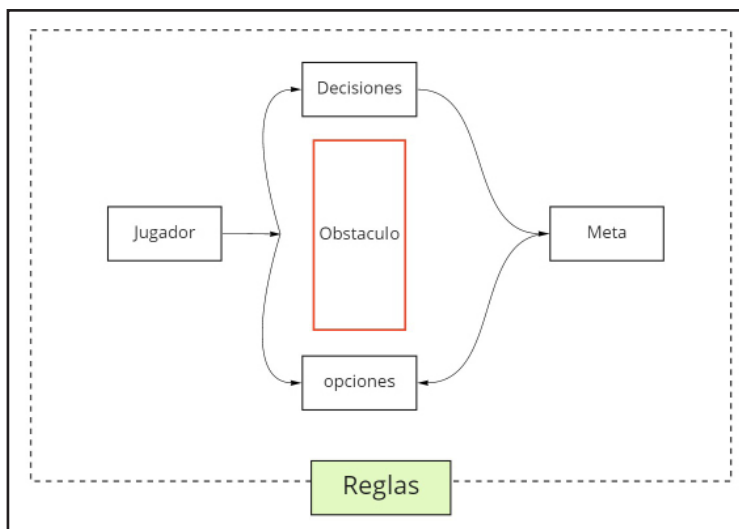 Decisiones
Jugador
Obstaculo
Meta
opciones
Reglas